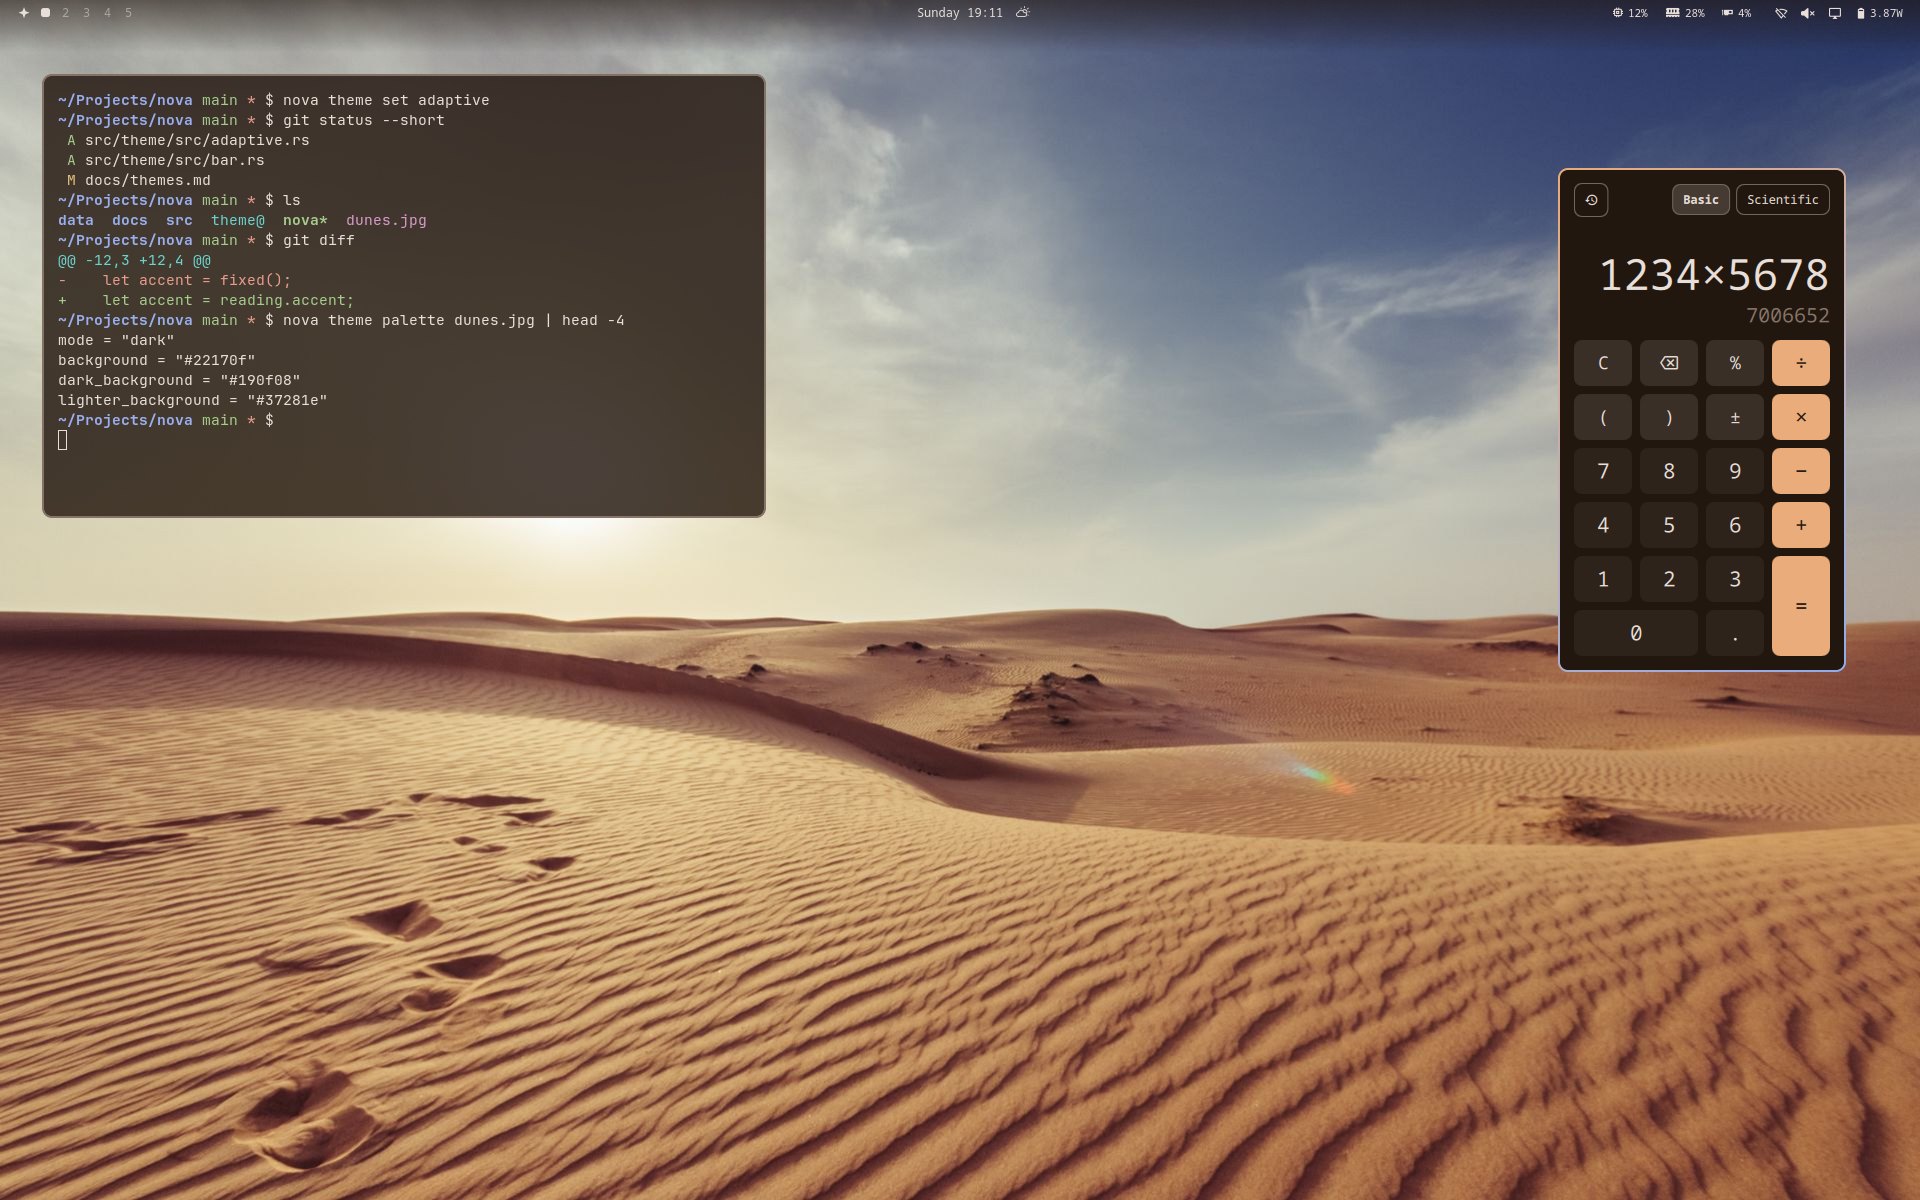 2 3 4 5
Sunday 19:11
12% 28% 4% 3.87W
~/Projects/nova main * $ nova theme set adaptive
~/Projects/nova main * $ git status --short
A src/theme/src/adaptive.rs
A src/theme/src/bar.rs
M docs/themes.md
~/Projects/nova main * $ ls
data  docs  src  theme@  nova*  dunes.jpg
~/Projects/nova main * $ git diff
@@ -12,3 +12,4 @@
-    let accent = fixed();
+    let accent = reading.accent;
~/Projects/nova main * $ nova theme palette dunes.jpg | head -4
mode = "dark"
background = "#22170f"
dark_background = "#190f08"
lighter_background = "#37281e"
~/Projects/nova main * $
Basic Scientific
1234×5678
7006652
C % ÷
( ) ± ×
7 8 9 −
4 5 6 +
1 2 3 =
0 .